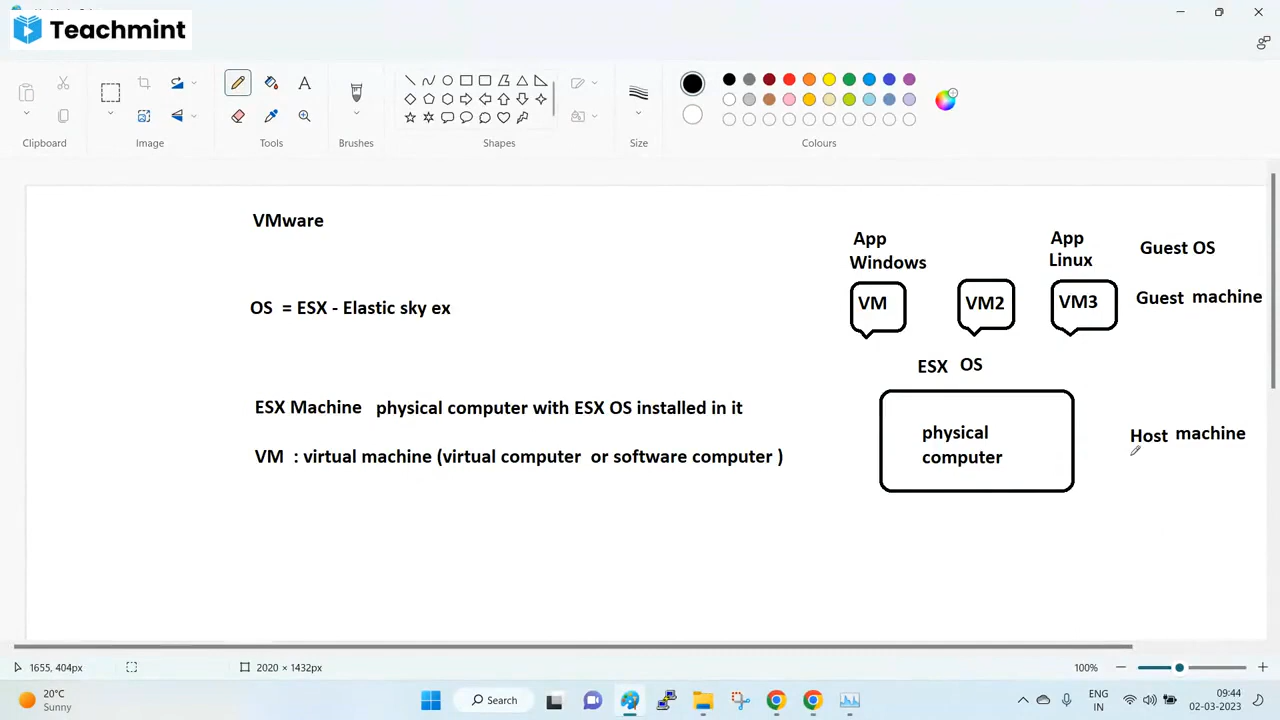 Teachmint
Clipboard
Image
Tools
Brushes
Shapes
Size
Colours
VMware
OS = ESX - Elastic sky ex
ESX Machine physical computer with ESX OS installed in it
VM : virtual machine (virtual computer or software computer )
App
Windows
App
Linux
Guest OS
VM
VM2
VM3
Guest machine
ESX OS
physical
computer
Host machine
1655, 404px
2020 × 1432px
100%
20°C
Sunny
Search
ENG
IN
09:44
02-03-2023